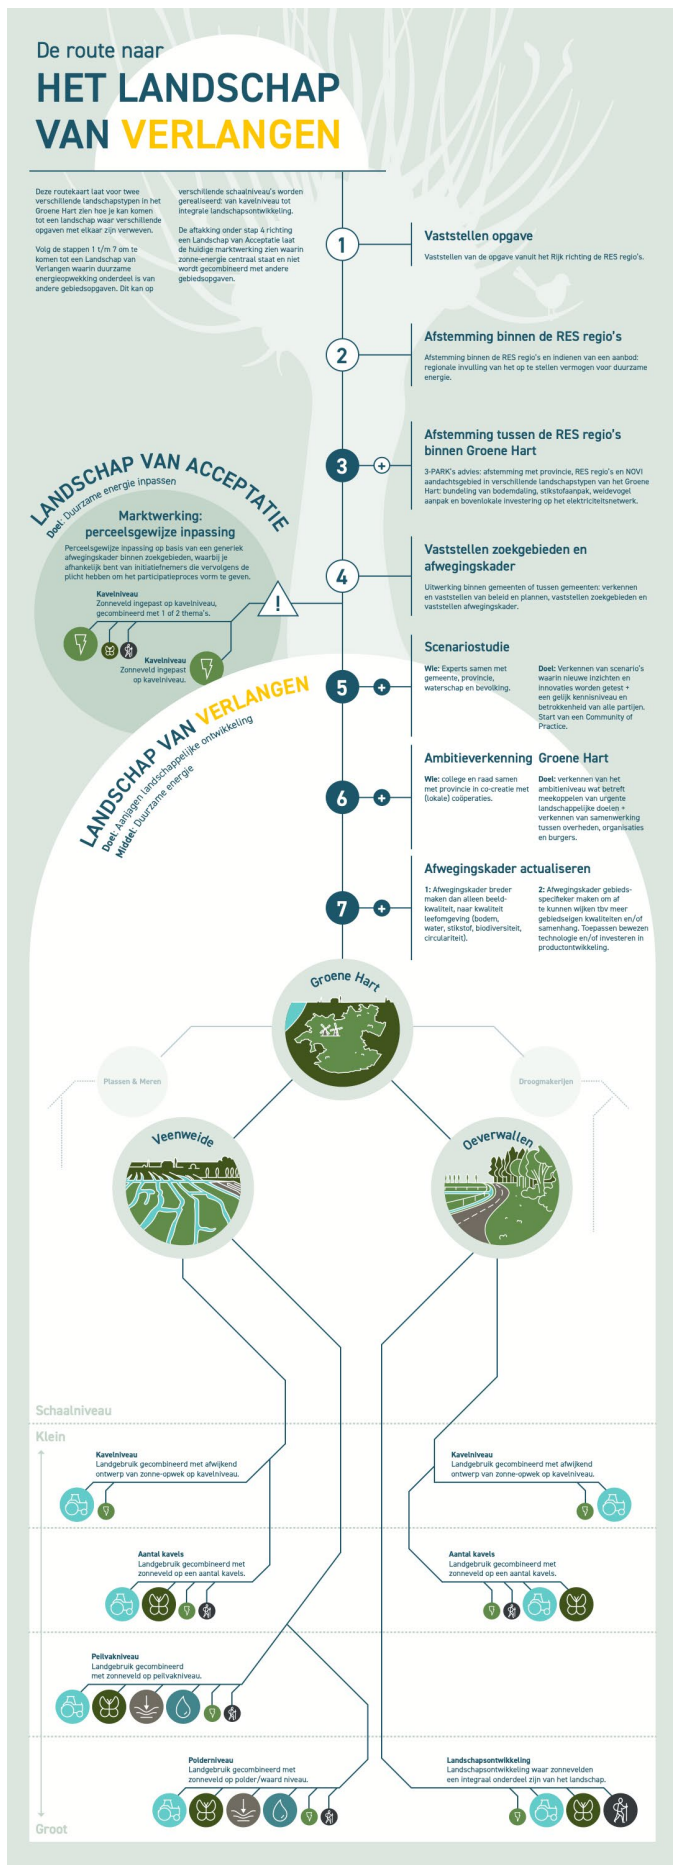 De route naar
HET LANDSCHAP
VAN VERLANGEN
Deze routekaart laat voor twee
verschillende landschapstypen in het
Groene Hart zien hoe je kan komen
tot een landschap waar verschillende
opgaven met elkaar zijn verweven.
Volg de stappen 1 t/m 7 om te
komen tot een Landschap van
Verlangen waarin duurzame
energieopwekking onderdeel is van
andere gebiedsopgaven. Dit kan op
verschillende schaalniveau's worden
gerealiseerd: van kavelniveau tot
integrale landschapsontwikkeling.
De aftakking onder stap 4 richting
een Landschap van Acceptatie laat
de huidige marktwerking zien waarin
zonne-energie centraal staat en niet
wordt gecombineerd met andere
gebiedsopgaven.
1
Vaststellen opgave
Vaststellen van de opgave vanuit het Rijk richting de RES regio's.
2
Afstemming binnen de RES regio's
Afstemming binnen de RES regio's en indienen van een aanbod:
regionale invulling van het op te stellen vermogen voor duurzame
energie.
3
+
Afstemming tussen de RES regio's
binnen Groene Hart
3-PARK's advies: afstemming met provincie, RES regio's en NOVI
aandachtsgebied in verschillende landschapstypen van het Groene
Hart: bundeling van bodemdaling, stikstofaanpak, weidevogel
aanpak en bovenlokale investering op het elektriciteitsnetwerk.
4
Vaststellen zoekgebieden en
afwegingskader
Uitwerking binnen gemeenten of tussen gemeenten: verkennen
en vaststellen van beleid en plannen, vaststellen zoekgebieden en
vaststellen afwegingskader.
LANDSCHAP VAN ACCEPTATIE
Doel: Duurzame energie inpassen
Marktwerking:
perceelsgewijze inpassing
Perceelsgewijze inpassing op basis van een generiek
afwegingskader binnen zoekgebieden, waarbij je
afhankelijk bent van initiatiefnemers die vervolgens de
plicht hebben om het participatieproces vorm te geven.
Kavelniveau
Zonneveld ingepast op kavelniveau,
gecombineerd met 1 of 2 thema's.
!
Kavelniveau
Zonneveld ingepast
op kavelniveau.
5
+
Scenariostudie
Wie: Experts samen met
gemeente, provincie,
waterschap en bevolking.
Doel: Verkennen van scenario's
waarin nieuwe inzichten en
innovaties worden getest +
een gelijk kennisniveau en
betrokkenheid van alle partijen.
Start van een Community of
Practice.
LANDSCHAP VAN VERLANGEN
Doel: Aanjagen landschappelijke ontwikkeling
Middel: Duurzame energie
6
+
Ambitieverkenning Groene Hart
Wie: college en raad samen
met provincie in co-creatie met
(lokale) coöperaties.
Doel: verkennen van het
ambitieniveau wat betreft
meekoppelen van urgente
landschappelijke doelen +
verkennen van samenwerking
tussen overheden, organisaties
en burgers.
7
+
Afwegingskader actualiseren
1: Afwegingskader breder
maken dan alleen beeld-
kwaliteit, naar kwaliteit
leefomgeving (bodem,
water, stikstof, biodiversiteit,
circulariteit).
2: Afwegingskader gebieds-
specifieker maken om af
te kunnen wijken tbv meer
gebiedseigen kwaliteiten en/of
samenhang. Toepassen bewezen
technologie en/of investeren in
productontwikkeling.
Groene Hart
Plassen & Meren
Droogmakerijen
Veenweide
Oeverwallen
Schaalniveau
Klein
Kavelniveau
Landgebruik gecombineerd met afwijkend
ontwerp van zonne-opwek op kavelniveau.
Kavelniveau
Landgebruik gecombineerd met afwijkend
ontwerp van zonne-opwek op kavelniveau.
Aantal kavels
Landgebruik gecombineerd met
zonneveld op een aantal kavels.
Aantal kavels
Landgebruik gecombineerd met
zonneveld op een aantal kavels.
Peilvakniveau
Landgebruik gecombineerd
met zonneveld op peilvakniveau.
Polderniveau
Landgebruik gecombineerd met
zonneveld op polder/waard niveau.
Landschapsontwikkeling
Landschapsontwikkeling waar zonnevelden
een integraal onderdeel zijn van het landschap.
Groot